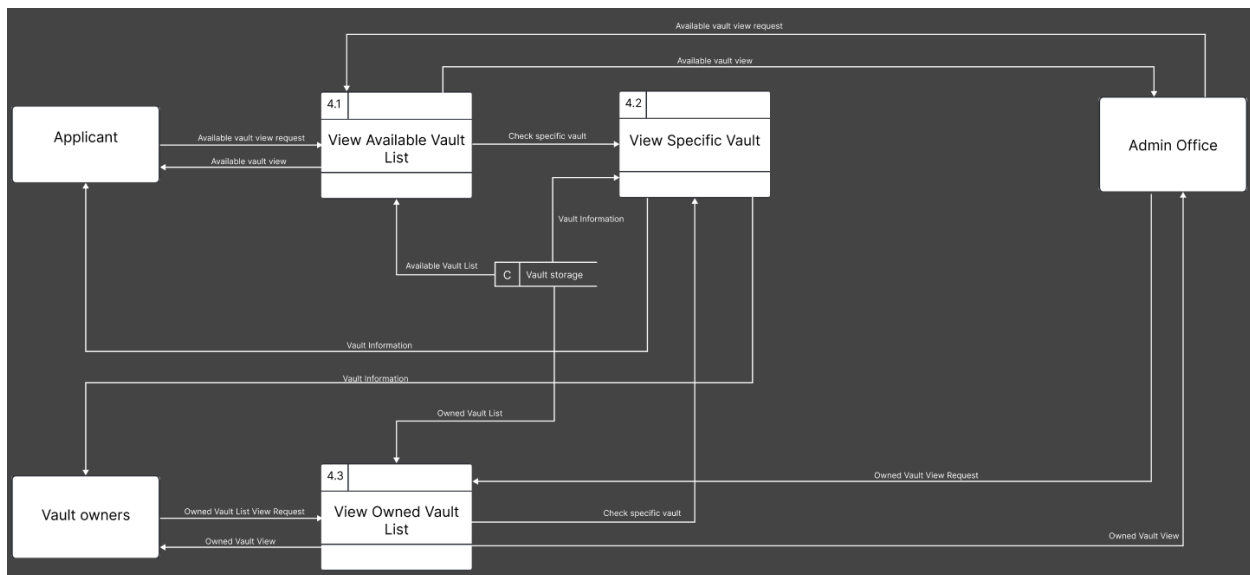 Available vault view request
Available vault view
4.1
4.2
Applicant
Available vault view request
Available vault view
View Available Vault
List
Check specific vault
View Specific Vault
Admin Office
Vault Information
Available Vault List
C
Vault storage
Vault Information
Vault Information
Owned Vault List
4.3
Owned Vault View Request
Vault owners
Owned Vault List View Request
Owned Vault View
View Owned Vault
List
Check specific vault
Owned Vault View